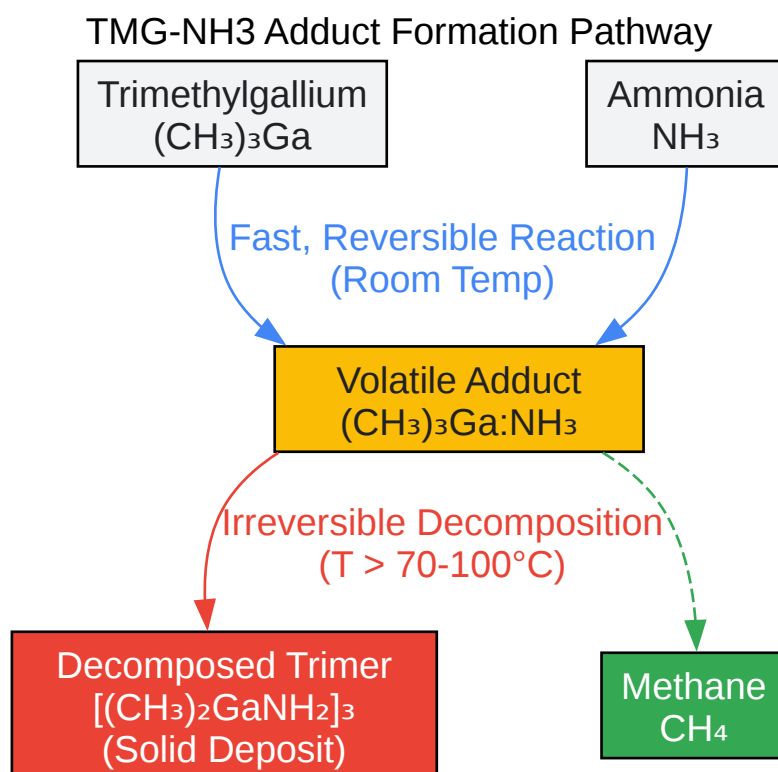 TMG-NH3 Adduct Formation Pathway
Trimethylgallium
(CH₃)₃Ga
Ammonia
NH₃
Fast, Reversible Reaction
(Room Temp)
Volatile Adduct
(CH₃)₃Ga:NH₃
Irreversible Decomposition
(T > 70-100°C)
Decomposed Trimer
[(CH₃)₂GaNH₂]₃
(Solid Deposit)
Methane
CH₄